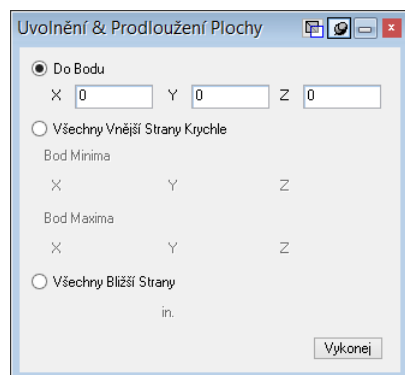 Uvolnění & Prodloužení Plochy
Do Bodu
X 0 Y 0 Z 0
Všechny Vnější Strany Krychle
Bod Minima
X Y Z
Bod Maxima
X Y Z
Všechny Bližší Strany
in.
Vykonej